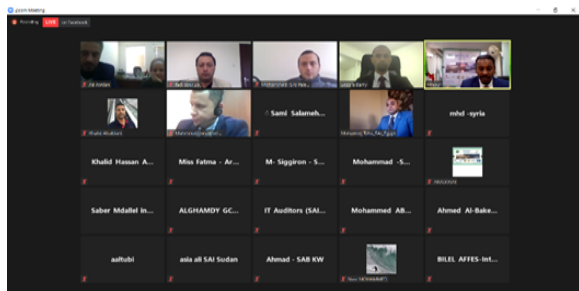 Zoom Meeting
Recording LIVE on Facebook
Khalid Alkahlani
Sami Salameh...
mhd -syria
Khalid Hassan A...
Miss Fatma - Ar...
M- Siggiron - S...
Mohammad -S...
Saber Mdallel in...
ALGHAMDY GC...
IT Auditors (SAI...
Mohammed AB...
Ahmed Al-Bake...
aaltubi
asia ali SAI Sudan
Ahmad - SAB KW
BILEL AFFES-Int...